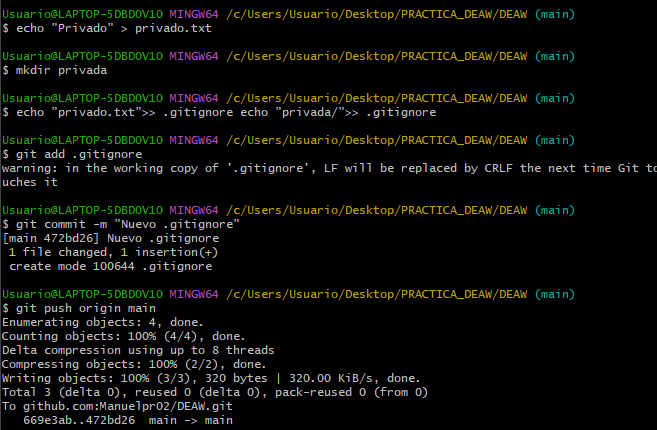 Usuario@LAPTOP-5DBDOV1O MINGW64 /c/Users/Usuario/Desktop/PRACTICA_DEAW/DEAW (main)
$ echo "Privado" > privado.txt
Usuario@LAPTOP-5DBDOV1O MINGW64 /c/Users/Usuario/Desktop/PRACTICA_DEAW/DEAW (main)
$ mkdir privada
Usuario@LAPTOP-5DBDOV1O MINGW64 /c/Users/Usuario/Desktop/PRACTICA_DEAW/DEAW (main)
$ echo "privado.txt">> .gitignore echo "privada/">> .gitignore
Usuario@LAPTOP-5DBDOV1O MINGW64 /c/Users/Usuario/Desktop/PRACTICA_DEAW/DEAW (main)
$ git add .gitignore
warning: in the working copy of '.gitignore', LF will be replaced by CRLF the next time Git to
uches it
Usuario@LAPTOP-5DBDOV1O MINGW64 /c/Users/Usuario/Desktop/PRACTICA_DEAW/DEAW (main)
$ git commit -m "Nuevo .gitignore"
[main 472bd26] Nuevo .gitignore
1 file changed, 1 insertion(+)
create mode 100644 .gitignore
Usuario@LAPTOP-5DBDOV1O MINGW64 /c/Users/Usuario/Desktop/PRACTICA_DEAW/DEAW (main)
$ git push origin main
Enumerating objects: 4, done.
Counting objects: 100% (4/4), done.
Delta compression using up to 8 threads
Compressing objects: 100% (2/2), done.
Writing objects: 100% (3/3), 320 bytes | 320.00 KiB/s, done.
Total 3 (delta 0), reused 0 (delta 0), pack-reused 0 (from 0)
To github.com:Manuelpr02/DEAW.git
669e3ab..472bd26  main -> main